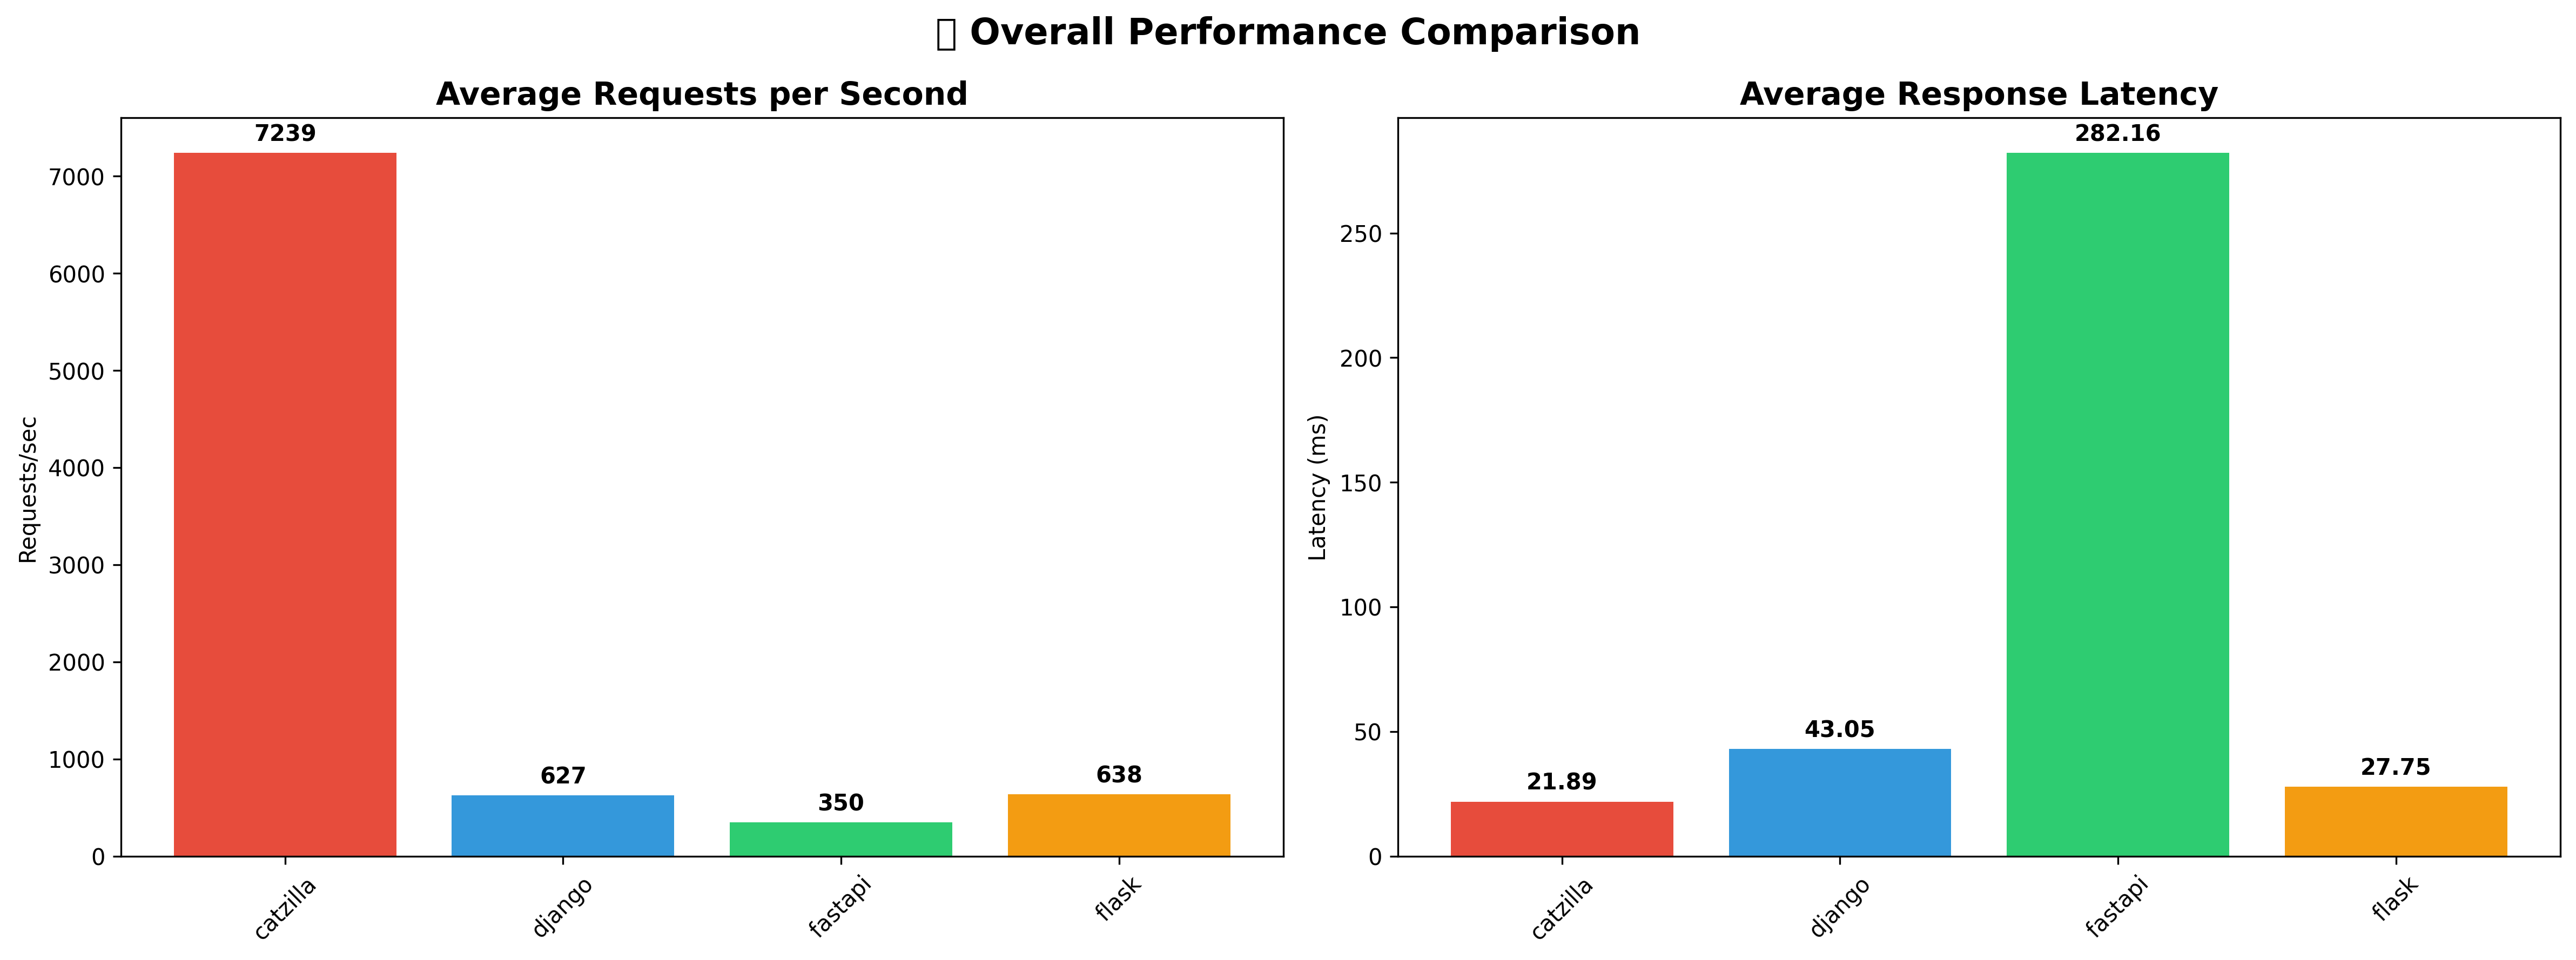 Overall Performance Comparison
Average Requests per Second
Requests/sec
7000
6000
5000
4000
3000
2000
1000
0
7239
627
350
638
catzilla
django
fastapi
flask
Average Response Latency
Latency (ms)
250
200
150
100
50
0
21.89
43.05
282.16
27.75
catzilla
django
fastapi
flask